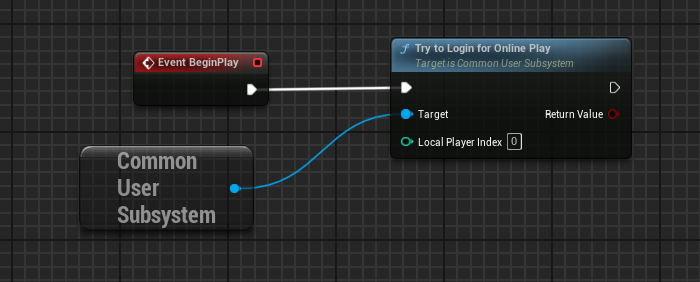 Event BeginPlay
f Try to Login for Online Play
Target is Common User Subsystem
Target
Return Value
Local Player Index 0
Common
User
Subsystem